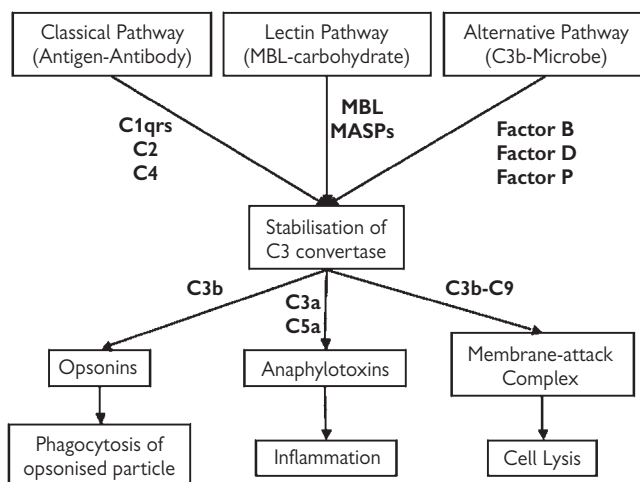 Classical Pathway
(Antigen-Antibody)
Lectin Pathway
(MBL-carbohydrate)
Alternative Pathway
(C3b-Microbe)
C1qrs
C2
C4
MBL
MASPs
Factor B
Factor D
Factor P
Stabilisation of
C3 convertase
C3b
C3a
C5a
C3b-C9
Opsonins
Anaphylotoxins
Membrane-attack
Complex
Phagocytosis of
opsonised particle
Inflammation
Cell Lysis